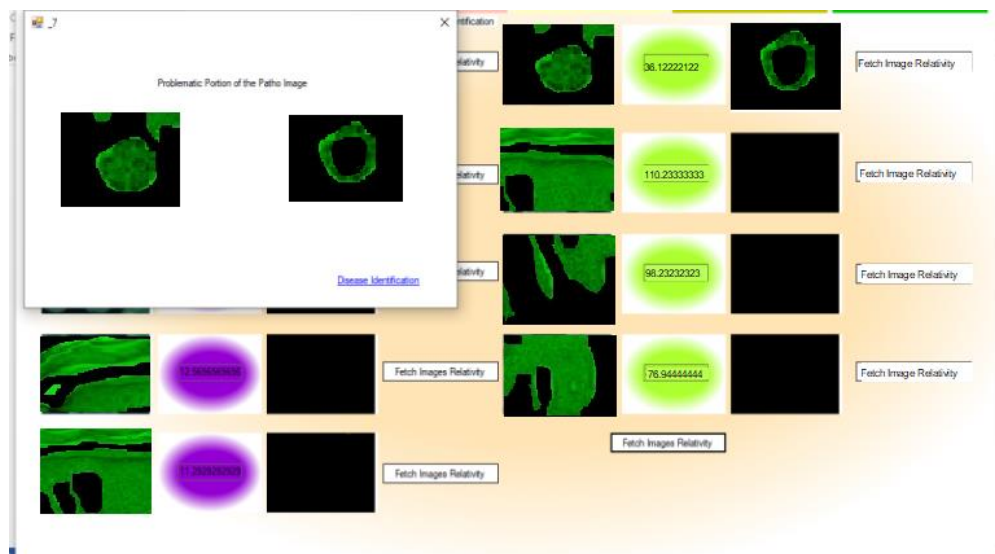 _7
Problematic Portion of the Patho Image
Disease Identification
ntification
elativity
36.12222122
Fetch Image Relativity
elativity
110.23333333
Fetch Image Relativity
elativity
98.23232323
Fetch Image Relativity
Fetch Images Relativity
76.94444444
Fetch Image Relativity
Fetch Images Relativity
Fetch Images Relativity